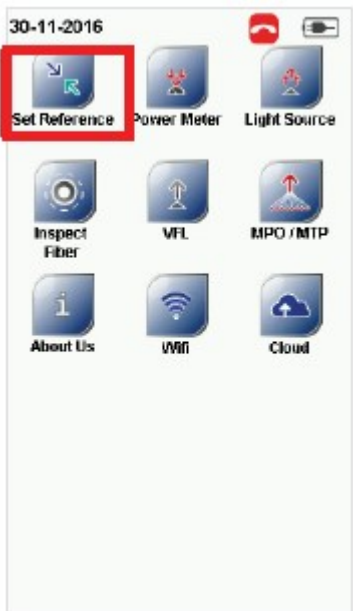 30-11-2016
Set Reference Power Meter Light Source
Inspect Fiber VFL MPO / MTP
i
About Us Wifi Cloud